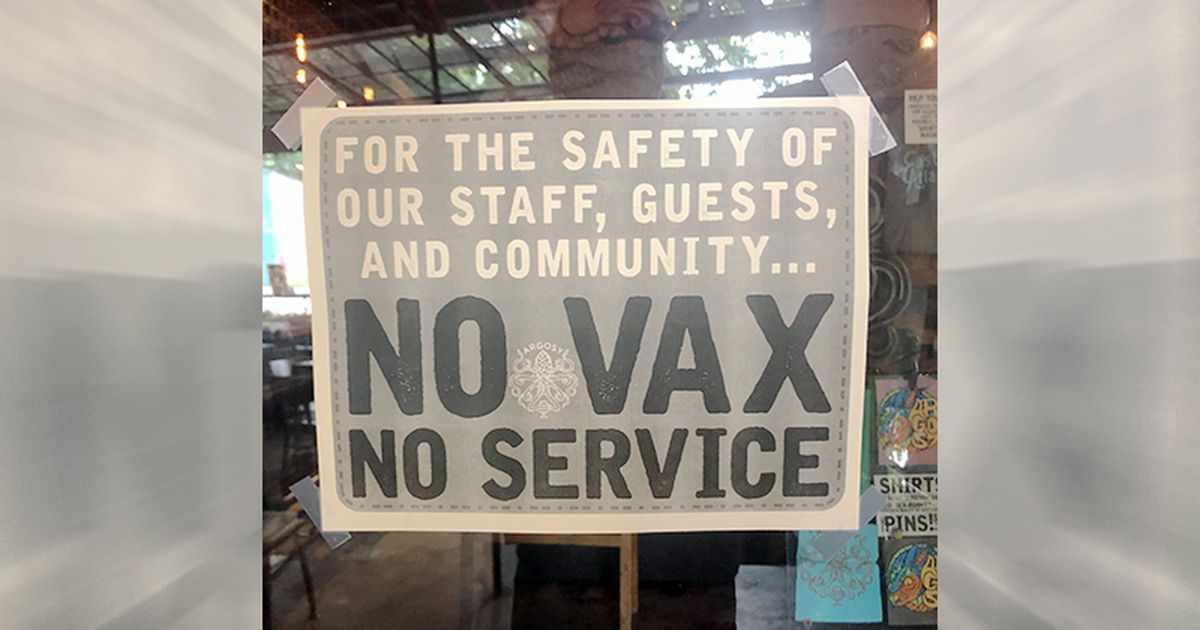 FOR THE SAFETY OF
OUR STAFF, GUESTS,
AND COMMUNITY...
NO VAX
ARGOSY
NO SERVICE
SHIRTS
PINS!!